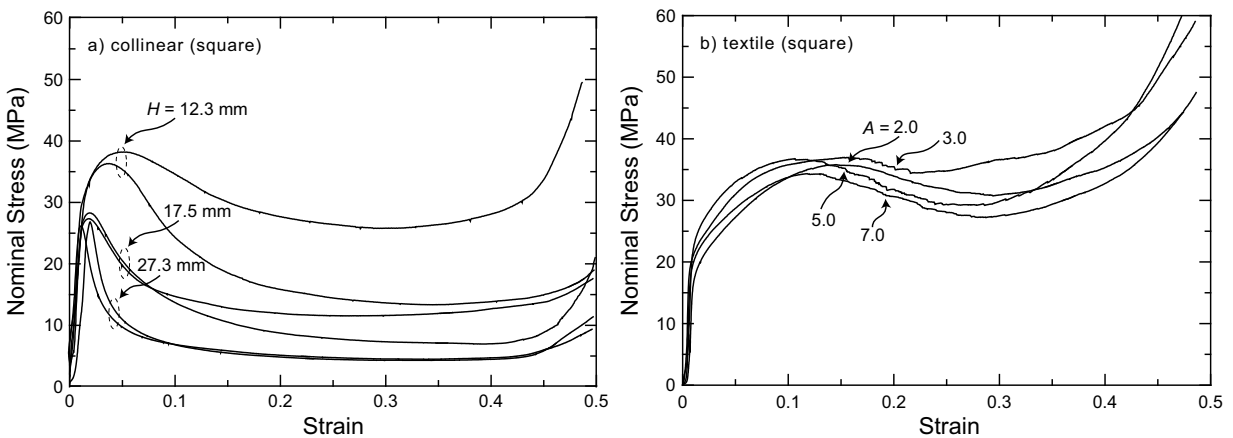 a) collinear (square)
H = 12.3 mm
17.5 mm
27.3 mm
Nominal Stress (MPa)
60
50
40
30
20
10
0
0
0.1
0.2
0.3
0.4
0.5
Strain
b) textile (square)
A = 2.0
3.0
5.0
7.0
Nominal Stress (MPa)
60
50
40
30
20
10
0
0
0.1
0.2
0.3
0.4
0.5
Strain